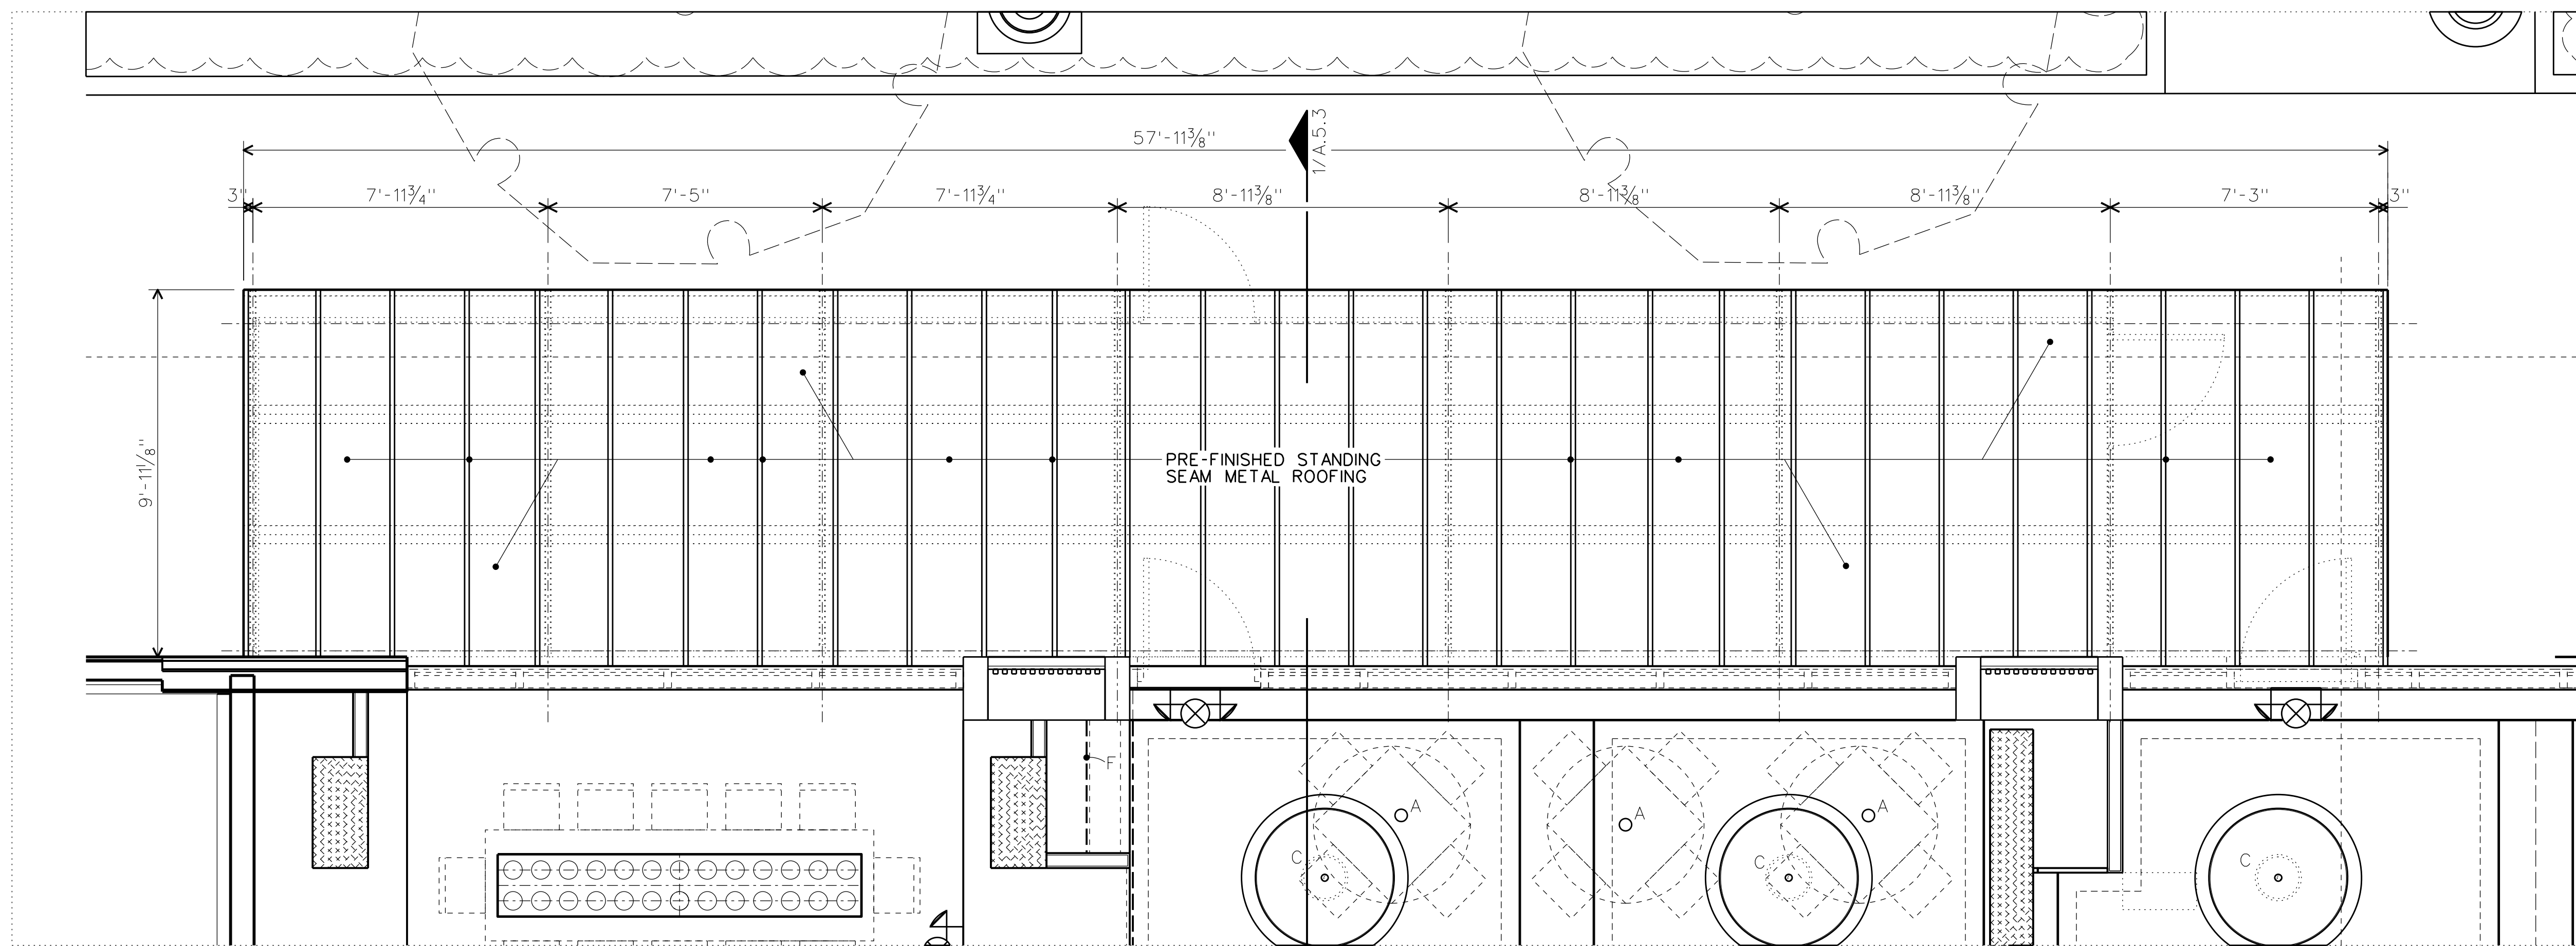 57'-11⅜"
1/A.5.3
3"
7'-11¾"
7'-5"
7'-11¾"
8'-11⅜"
8'-11⅜"
8'-11⅜"
7'-3"
3"
9'-11⅛"
PRE-FINISHED STANDING
SEAM METAL ROOFING
F
A
A
A
C
C
C